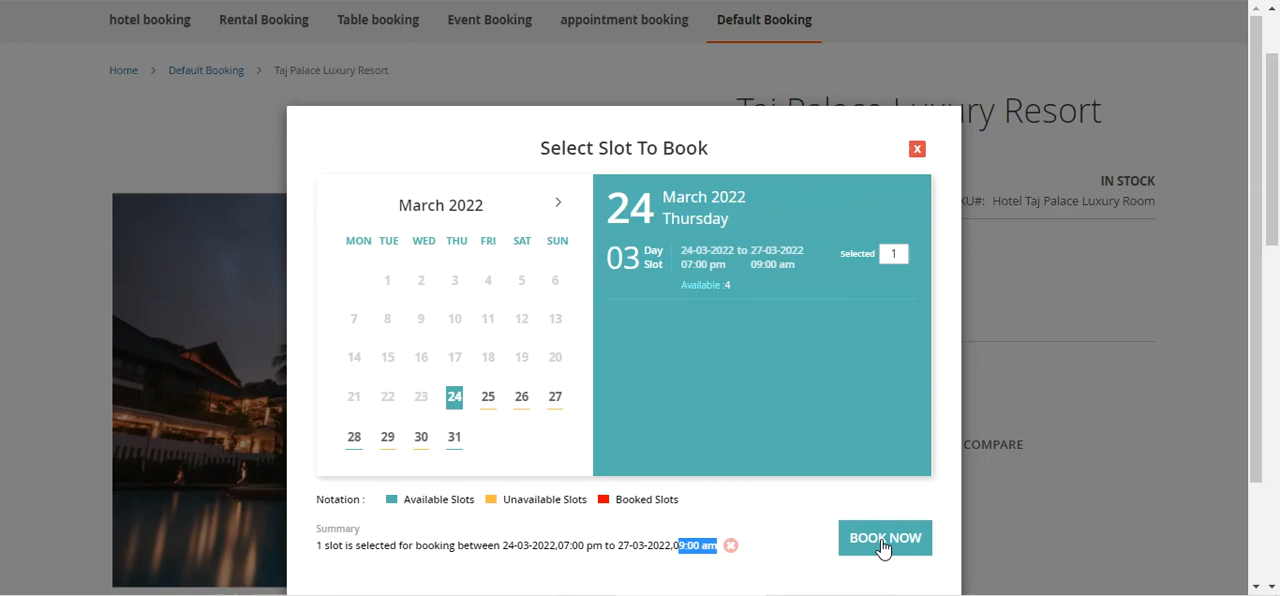 hotel booking Rental Booking Table booking Event Booking appointment booking Default Booking
Home > Default Booking > Taj Palace Luxury Resort
Taj Palace Luxury Resort
IN STOCK
KU#: Hotel Taj Palace Luxury Room
COMPARE
Select Slot To Book
X
March 2022 >
MON TUE WED THU FRI SAT SUN
1 2 3 4 5 6
7 8 9 10 11 12 13
14 15 16 17 18 19 20
21 22 23 24 25 26 27
28 29 30 31
24 March 2022
Thursday
03 Day Slot
24-03-2022 to 27-03-2022
07:00 pm 09:00 am
Available :4
Selected 1
Notation : Available Slots Unavailable Slots Booked Slots
Summary
1 slot is selected for booking between 24-03-2022,07:00 pm to 27-03-2022,09:00 am
BOOK NOW